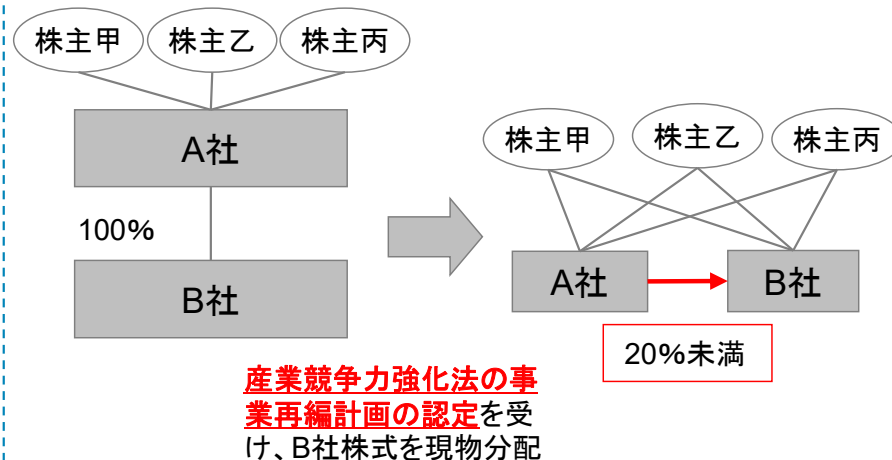 株主甲
株主乙
株主丙
A社
100%
B社
株主甲
株主乙
株主丙
A社
B社
20%未満
産業競争力強化法の事
業再編計画の認定を受
け、B社株式を現物分配